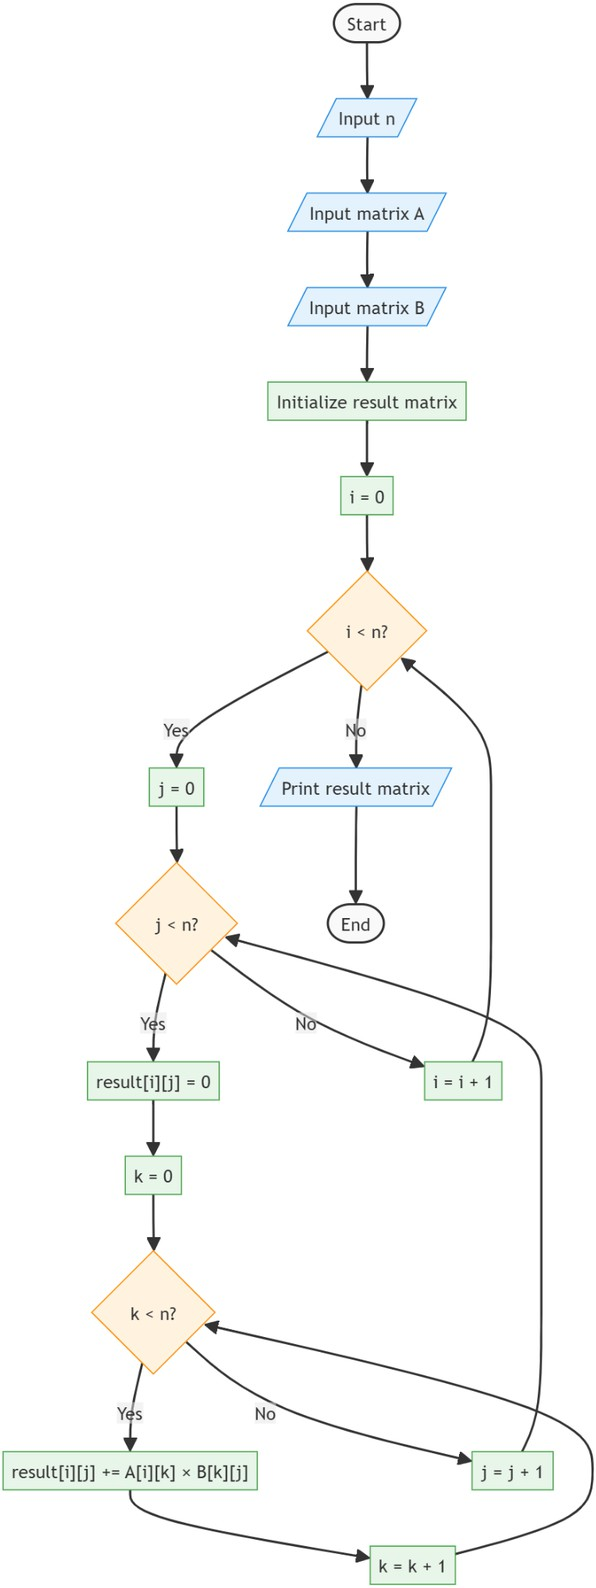 Start
Input n
Input matrix A
Input matrix B
Initialize result matrix
i = 0
i < n?
Yes
No
j = 0
Print result matrix
j < n?
End
Yes
No
result[i][j] = 0
i = i + 1
k = 0
k < n?
Yes
No
result[i][j] += A[i][k] × B[k][j]
j = j + 1
k = k + 1